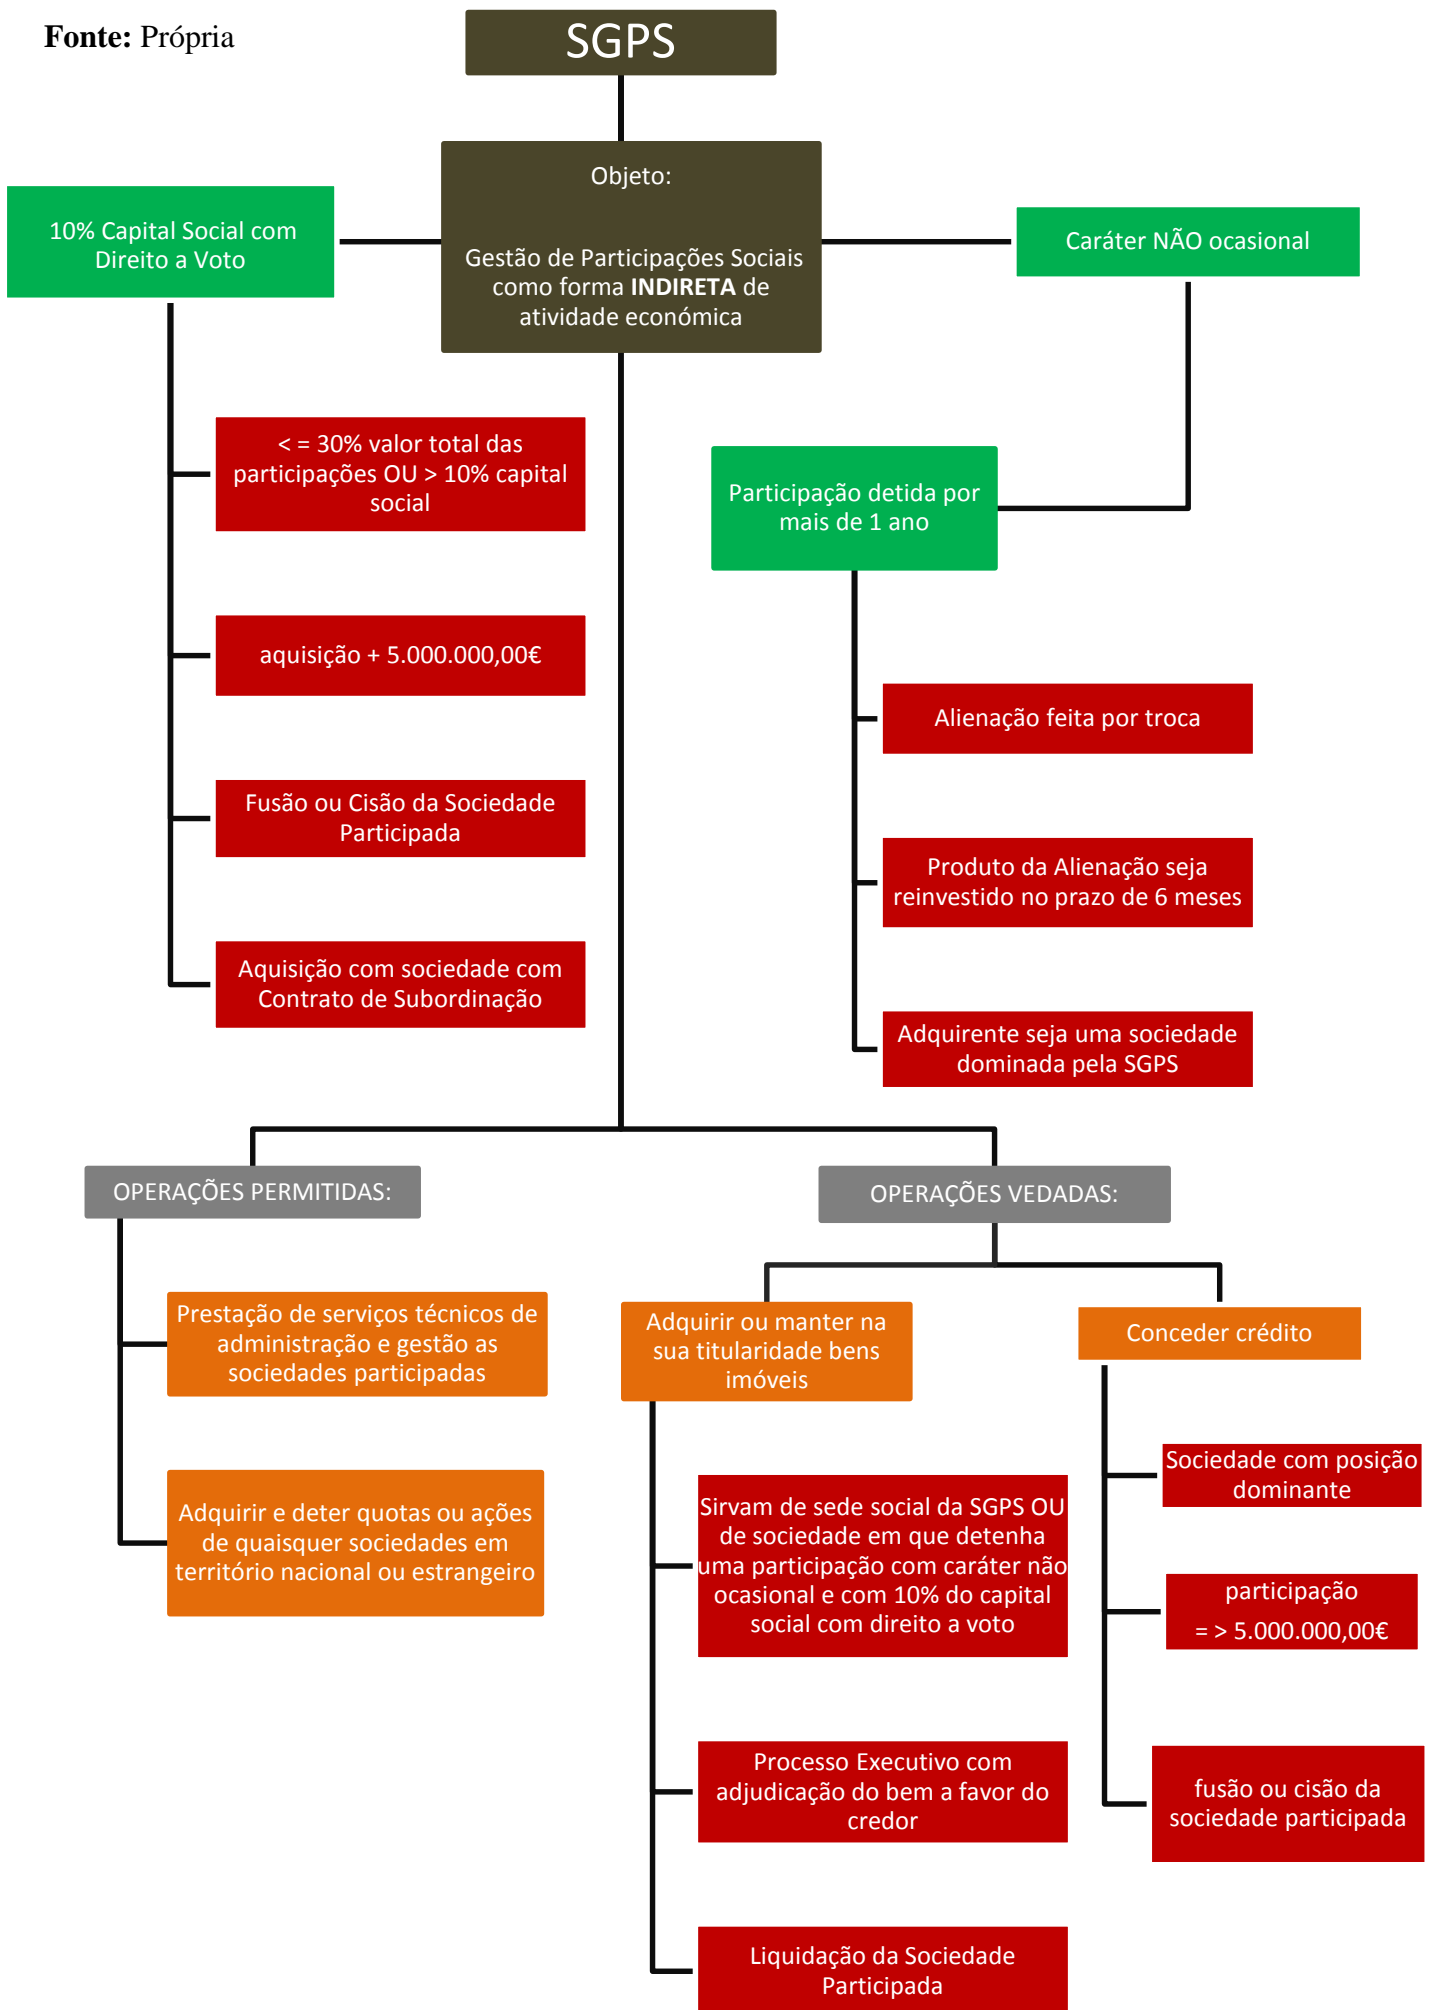 Fonte: Própria
SGPS
Objeto:
Gestão de Participações Sociais
como forma INDIRETA de
atividade económica
10% Capital Social com
Direito a Voto
Caráter NÃO ocasional
< = 30% valor total das
participações OU > 10% capital
social
aquisição + 5.000.000,00€
Fusão ou Cisão da Sociedade
Participada
Aquisição com sociedade com
Contrato de Subordinação
Participação detida por
mais de 1 ano
Alienação feita por troca
Produto da Alienação seja
reinvestido no prazo de 6 meses
Adquirente seja uma sociedade
dominada pela SGPS
OPERAÇÕES PERMITIDAS:
Prestação de serviços técnicos de
administração e gestão as
sociedades participadas
Adquirir e deter quotas ou ações
de quaisquer sociedades em
território nacional ou estrangeiro
OPERAÇÕES VEDADAS:
Adquirir ou manter na
sua titularidade bens
imóveis
Sirvam de sede social da SGPS OU
de sociedade em que detenha
uma participação com caráter não
ocasional e com 10% do capital
social com direito a voto
Processo Executivo com
adjudicação do bem a favor do
credor
Liquidação da Sociedade
Participada
Conceder crédito
Sociedade com posição
dominante
participação
= > 5.000.000,00€
fusão ou cisão da
sociedade participada